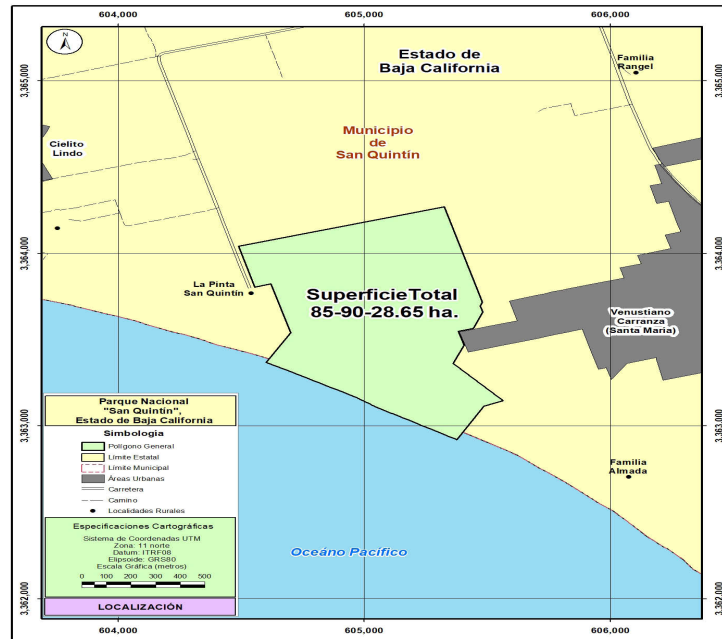 604,000
605,000
606,000
N
Estado de
Baja California
Familia
Rangel
3,365,000
3,365,000
Cielito
Lindo
Municipio
de
San Quintín
3,364,000
3,364,000
La Pinta
San Quintín
SuperficieTotal
85-90-28.65 ha.
Venustiano
Carranza
(Santa Maria)
Parque Nacional
"San Quintín",
Estado de Baja California
Simbologia
Polígono General
Límite Estatal
Límite Municipal
Áreas Urbanas
Carretera
Camino
Localidades Rurales
3,363,000
3,363,000
Familia
Almada
Especificaciones Cartográficas
Sistema de Coordenadas UTM
Zona: 11 norte
Datum: ITRF08
Elipsoide: GRS80
Escala Gráfica (metros)
0 100 200 300 400 500
Oceáno Pacífico
LOCALIZACIÓN
3,362,000
3,362,000
604,000
605,000
606,000